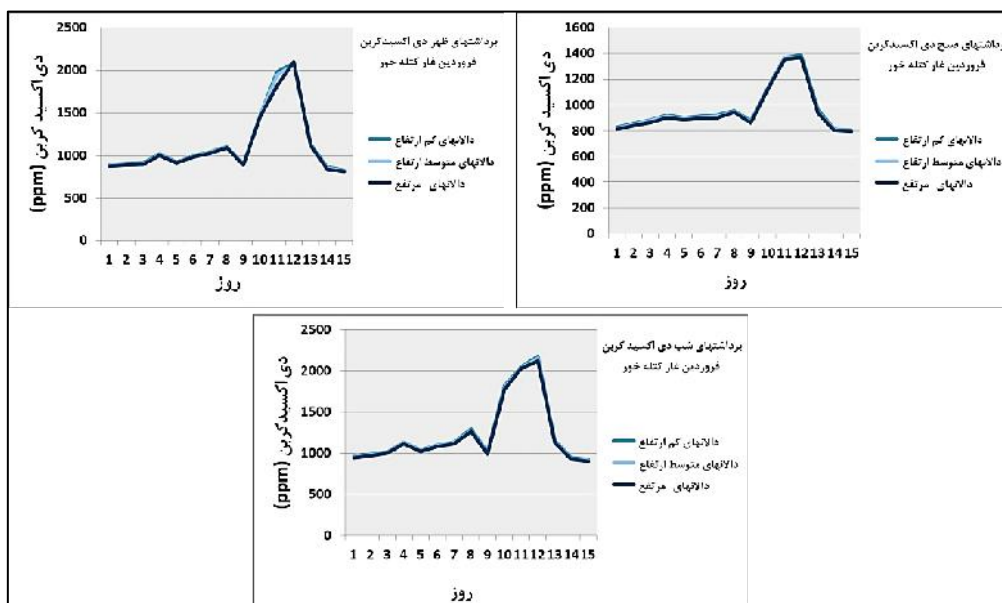 برداشتهای صبح دی اکسیدکربن
فروردین غار کتله خور
دی اکسیدکربن (ppm)
1600
1400
1200
1000
800
600
400
200
0
1 2 3 4 5 6 7 8 9 10 11 12 13 14 15
روز
دالانهای کم ارتفاع
دالانهای متوسط ارتفاع
دالانهای مرتفع
برداشتهای ظهر دی اکسیدکربن
فروردین غار کتله خور
دی اکسید کربن (ppm)
2500
2000
1500
1000
500
0
1 2 3 4 5 6 7 8 9 10 11 12 13 14 15
روز
دالانهای کم ارتفاع
دالانهای متوسط ارتفاع
دالانهای مرتفع
برداشتهای شب دی اکسیدکربن
فروردین غار کتله خور
دی اکسیدکربن (ppm)
2500
2000
1500
1000
500
0
1 2 3 4 5 6 7 8 9 10 11 12 13 14 15
روز
دالانهای کم ارتفاع
دالانهای متوسط ارتفاع
دالانهای مرتفع